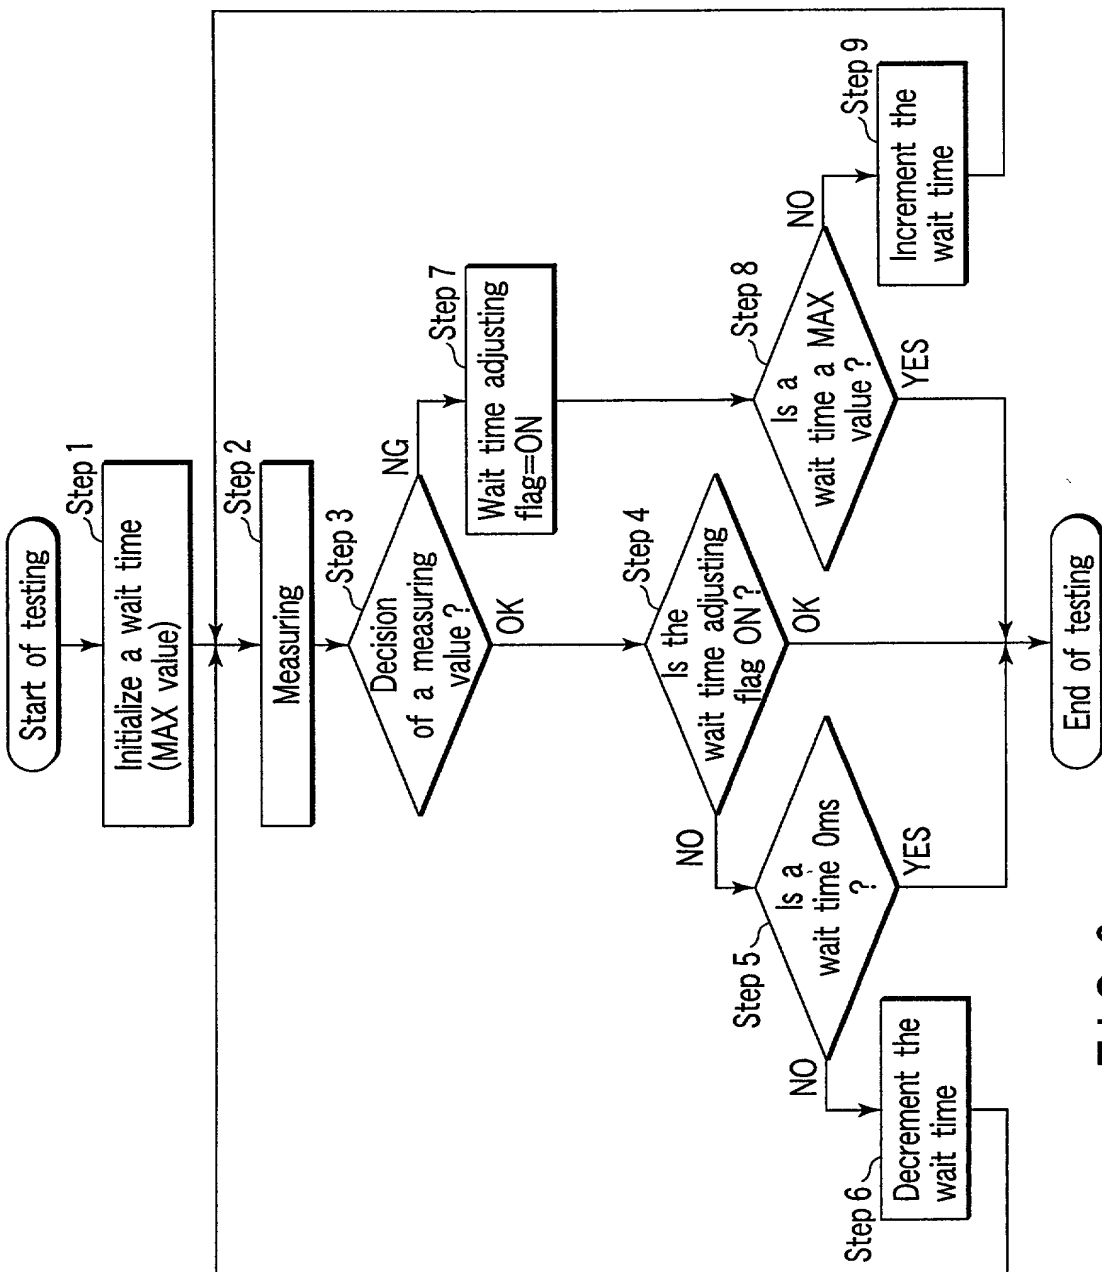 Start of testing
Step 1
Initialize a wait time
(MAX value)
Step 2
Measuring
Step 3
Decision
of a measuring
value?
NG
OK
Step 7
Wait time adjusting
flag=ON
Step 4
Is the
wait time adjusting
flag ON?
NO
OK
Step 5
Is a
wait time 0ms
?
NO
YES
Step 6
Decrement the
wait time
Step 8
Is a
wait time a MAX
value?
NO
YES
Step 9
Increment the
wait time
End of testing